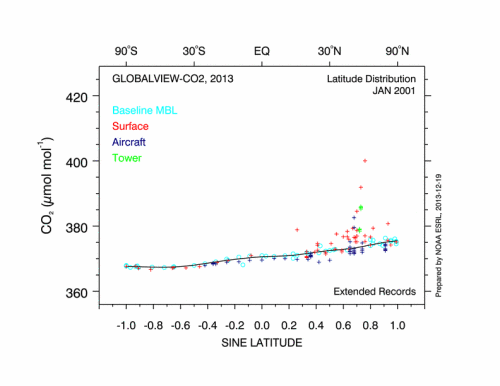 90°S 30°S EQ 30°N 90°N
GLOBALVIEW-CO2, 2013
Latitude Distribution
JAN 2001
Baseline MBL
Surface
Aircraft
Tower
420
400
380
360
CO₂ (µmol mol⁻¹)
Extended Records
Prepared by NOAA ESRL, 2013-12-19
-1.0 -0.8 -0.6 -0.4 -0.2 0.0 0.2 0.4 0.6 0.8 1.0
SINE LATITUDE